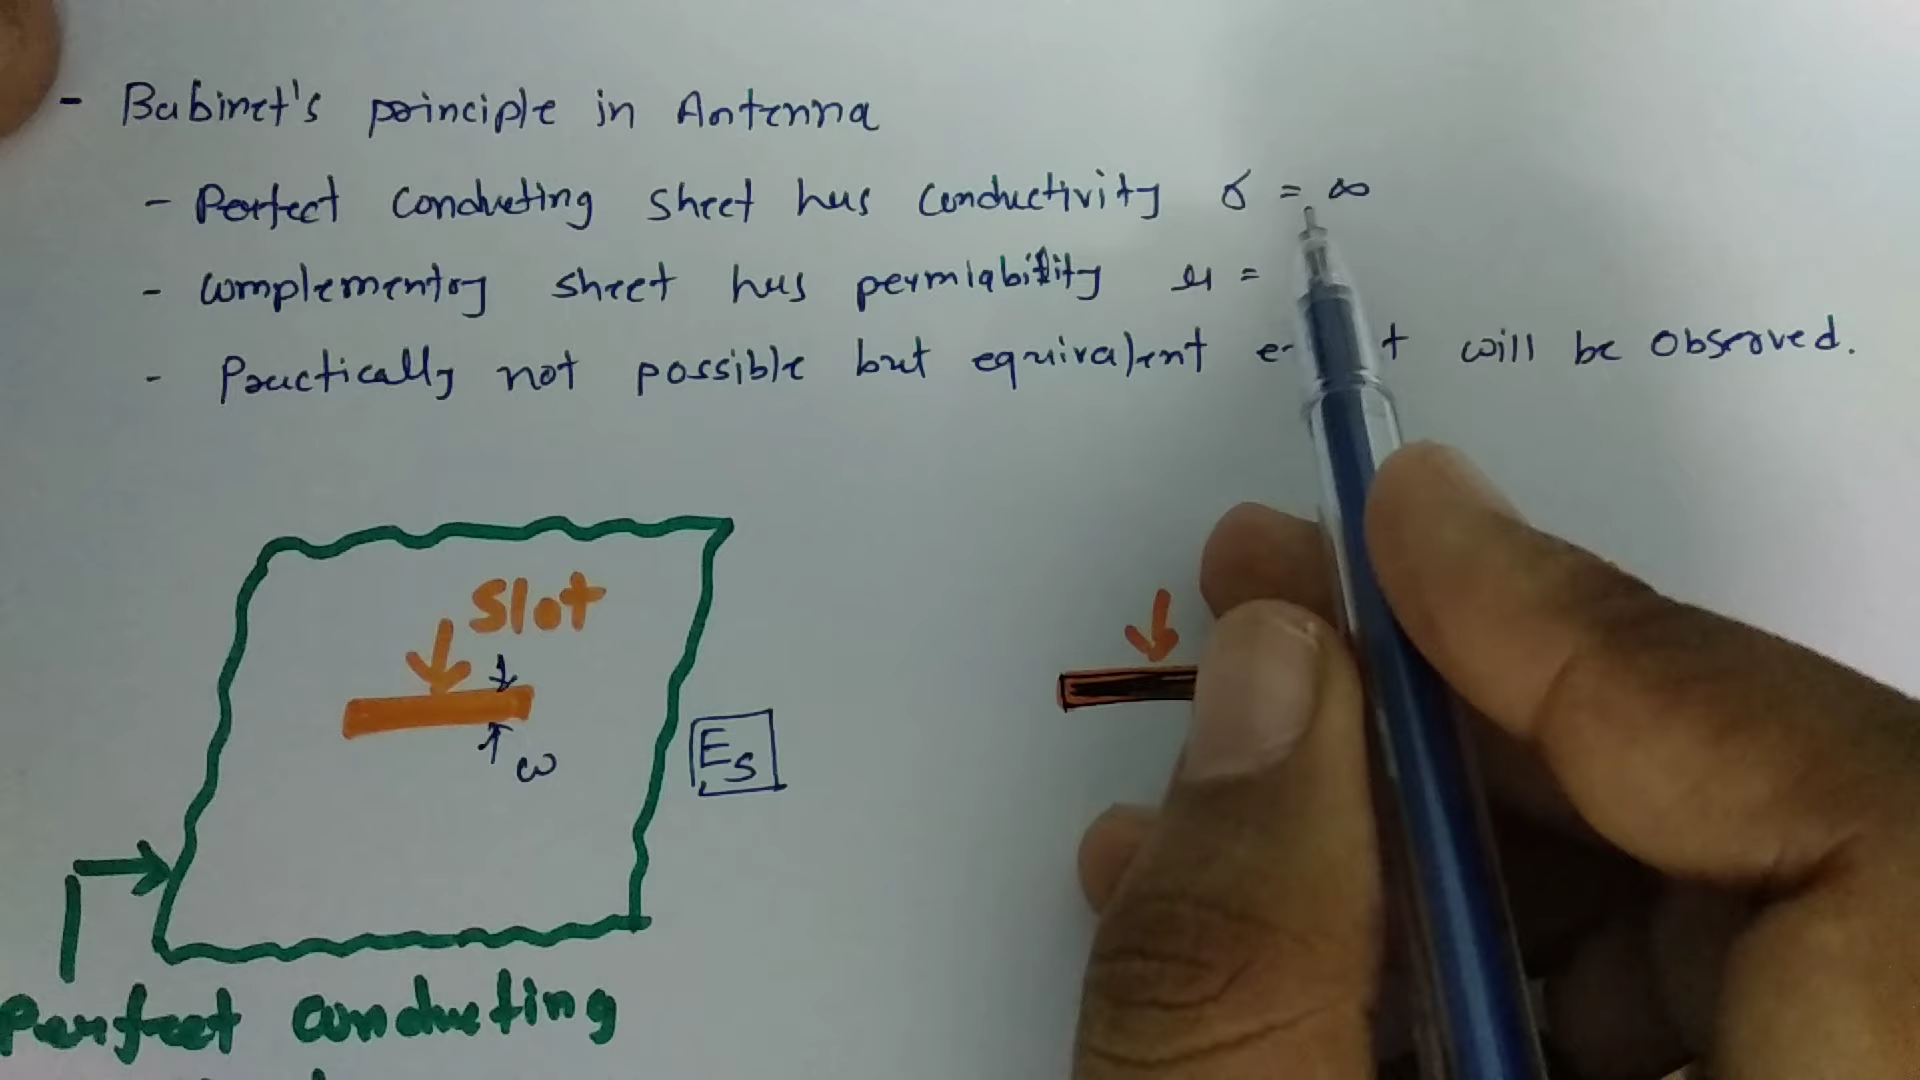 - Babinet's principle in Antenna
- Perfect conducting sheet has conductivity σ = ∞
- complementry sheet has permiability μ =
- Practically not possible but equivalent will be observed.
Slot
w
Es
Perfect conducting